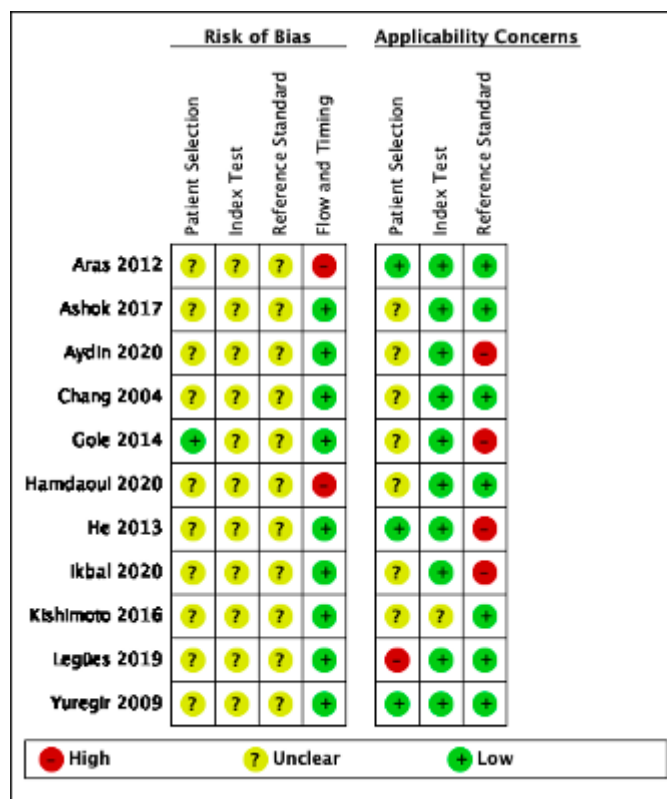 Risk of Bias Applicability Concerns
Patient Selection
Index Test
Reference Standard
Flow and Timing
Patient Selection
Index Test
Reference Standard
Aras 2012 ? ? ? - + + +
Ashok 2017 ? ? ? + ? + +
Aydin 2020 ? ? ? + ? + -
Chang 2004 ? ? ? + ? + +
Gole 2014 + ? ? + ? + -
Hamdaoui 2020 ? ? ? - ? + +
He 2013 ? ? ? + + + -
Ikbal 2020 ? ? ? + ? + -
Kishimoto 2016 ? ? ? + ? ? +
Legües 2019 ? ? ? + - + +
Yuregir 2009 ? ? ? + + + +
- High ? Unclear + Low